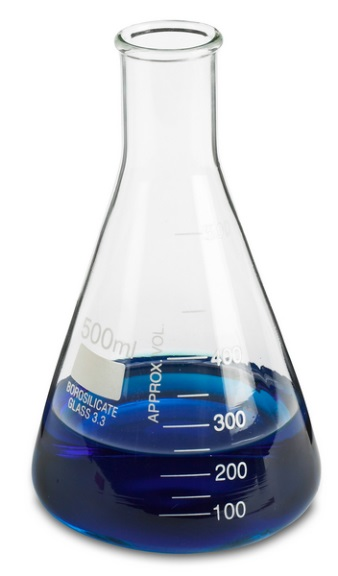 500ml
BOROSILICATE
GLASS 3.3
APPROX. VOL.
400
300
200
100